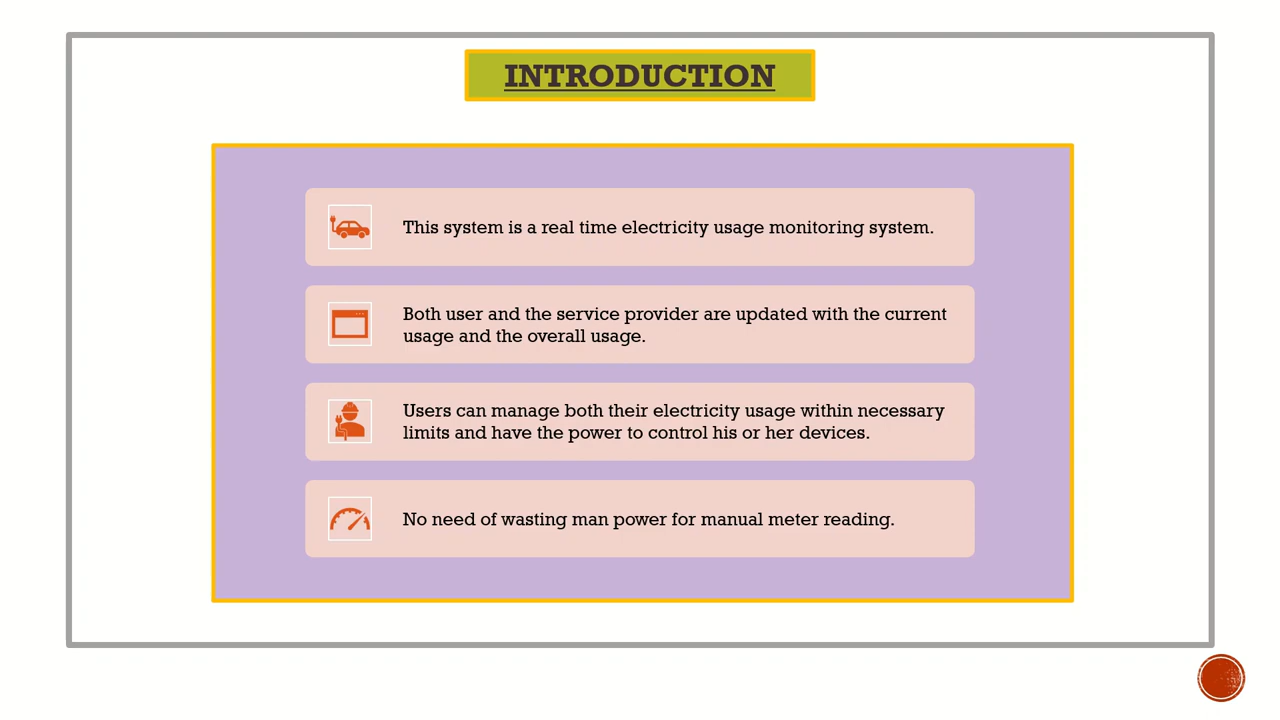 INTRODUCTION
This system is a real time electricity usage monitoring system.
Both user and the service provider are updated with the current
usage and the overall usage.
Users can manage both their electricity usage within necessary
limits and have the power to control his or her devices.
No need of wasting man power for manual meter reading.